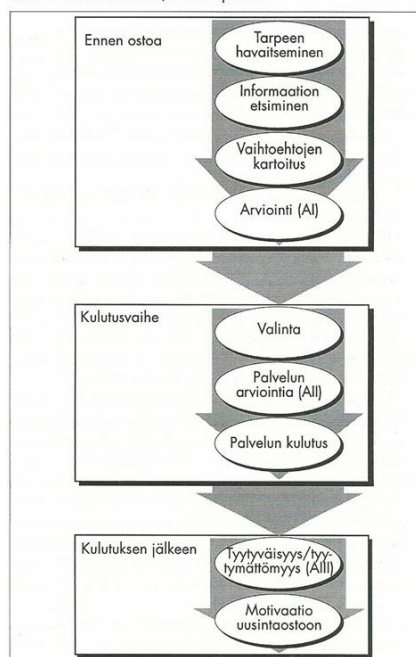 Ennen ostoa
Tarpeen
havaitseminen
Informaation
etsiminen
Vaihtoehtojen
kartoitus
Arviointi (AI)
Kulutusvaihe
Valinta
Palvelun
arviointia (AII)
Palvelun kulutus
Kulutuksen jälkeen
Tyytyväisyys/tyy-
tymättömyys (AIII)
Motivaatio
uusintaostoon